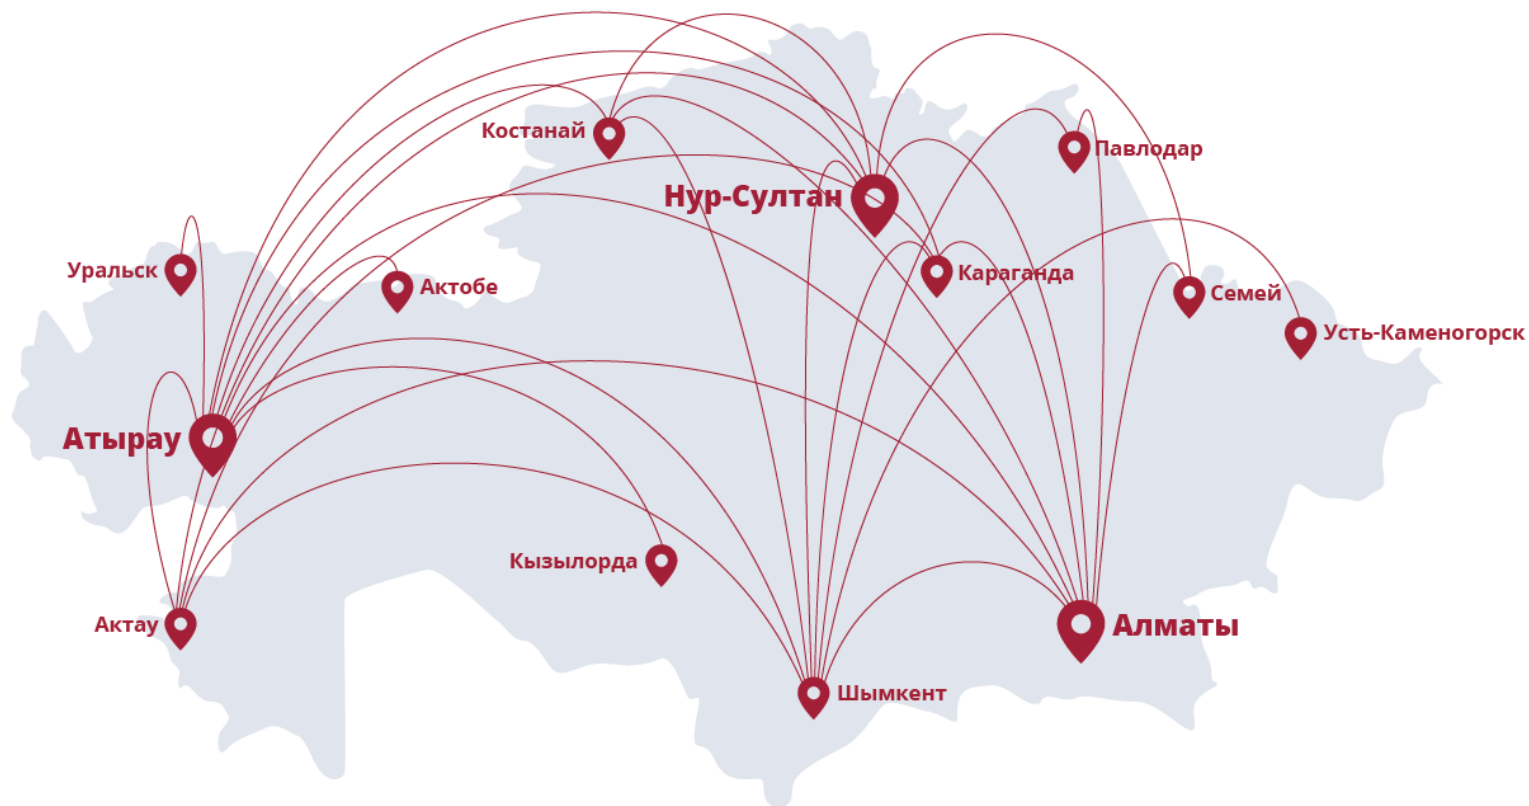 Костанай
Павлодар
Нур-Султан
Уральск
Актобе
Караганда
Семей
Усть-Каменогорск
Атырау
Кызылорда
Актау
Алматы
Шымкент